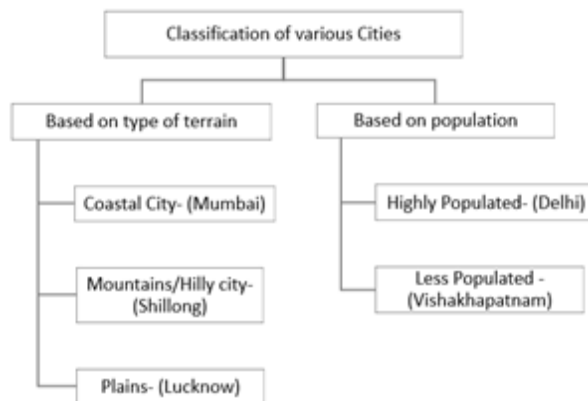 Classification of various Cities
Based on type of terrain
Coastal City- (Mumbai)
Mountains/Hilly city-
(Shillong)
Plains- (Lucknow)
Based on population
Highly Populated- (Delhi)
Less Populated -
(Vishakhapatnam)